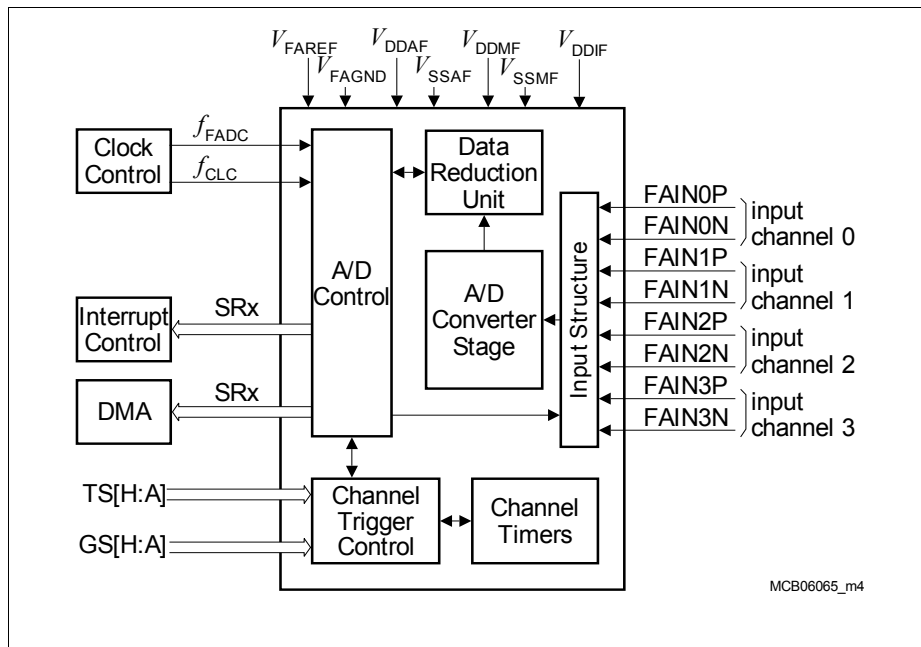 VFAREF
VDDAF
VDDMF
VDDIF
VFAGND
VSSAF
VSSMF
Clock
Control
fFADC
fCLC
A/D
Control
Data
Reduction
Unit
A/D
Converter
Stage
Input Structure
FAIN0P
FAIN0N
input
channel 0
FAIN1P
FAIN1N
input
channel 1
FAIN2P
FAIN2N
input
channel 2
FAIN3P
FAIN3N
input
channel 3
Interrupt
Control
SRx
DMA
SRx
TS[H:A]
GS[H:A]
Channel
Trigger
Control
Channel
Timers
MCB06065_m4